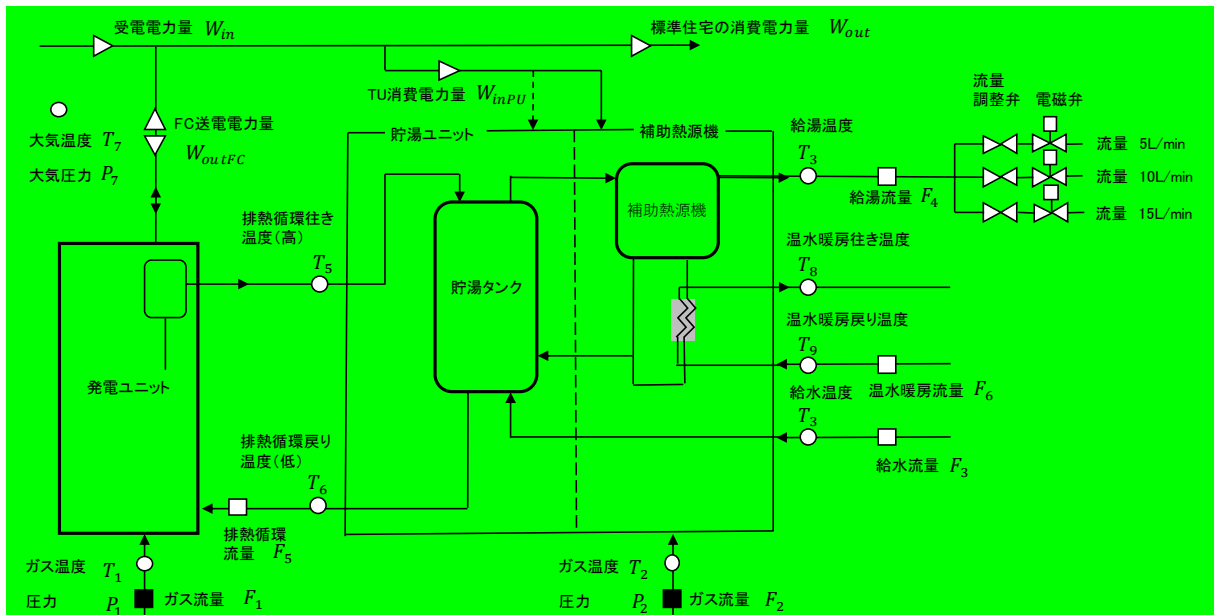 受電電力量 W_in
標準住宅の消費電力量 W_out
TU消費電力量 W_inPU
流量
調整弁 電磁弁
大気温度 T_7
大気圧力 P_7
FC送電電力量
W_outFC
貯湯ユニット
補助熱源機
給湯温度
T_3
給湯流量 F_4
流量 5L/min
流量 10L/min
流量 15L/min
排熱循環往き
温度(高)
T_5
貯湯タンク
補助熱源機
温水暖房往き温度
T_8
温水暖房戻り温度
T_9
温水暖房流量 F_6
発電ユニット
給水温度
T_3
給水流量 F_3
排熱循環戻り
温度(低)
T_6
排熱循環
流量 F_5
ガス温度 T_1
圧力 P_1
ガス流量 F_1
ガス温度 T_2
圧力 P_2
ガス流量 F_2